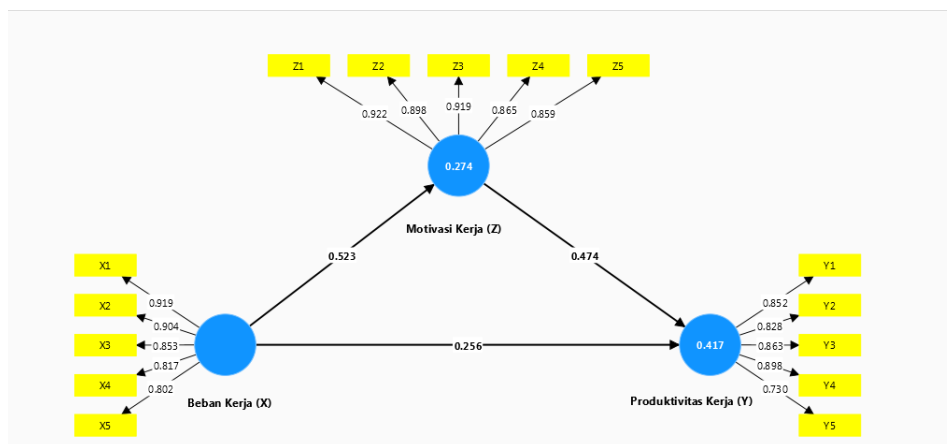 Z1 Z2 Z3 Z4 Z5
0.922 0.898 0.919 0.865 0.859
0.274
Motivasi Kerja (Z)
0.523 0.474
X1
X2
X3
X4
X5
0.919
0.904
0.853
0.817
0.802
Beban Kerja (X)
0.256
0.417
Produktivitas Kerja (Y)
0.852
0.828
0.863
0.898
0.730
Y1
Y2
Y3
Y4
Y5